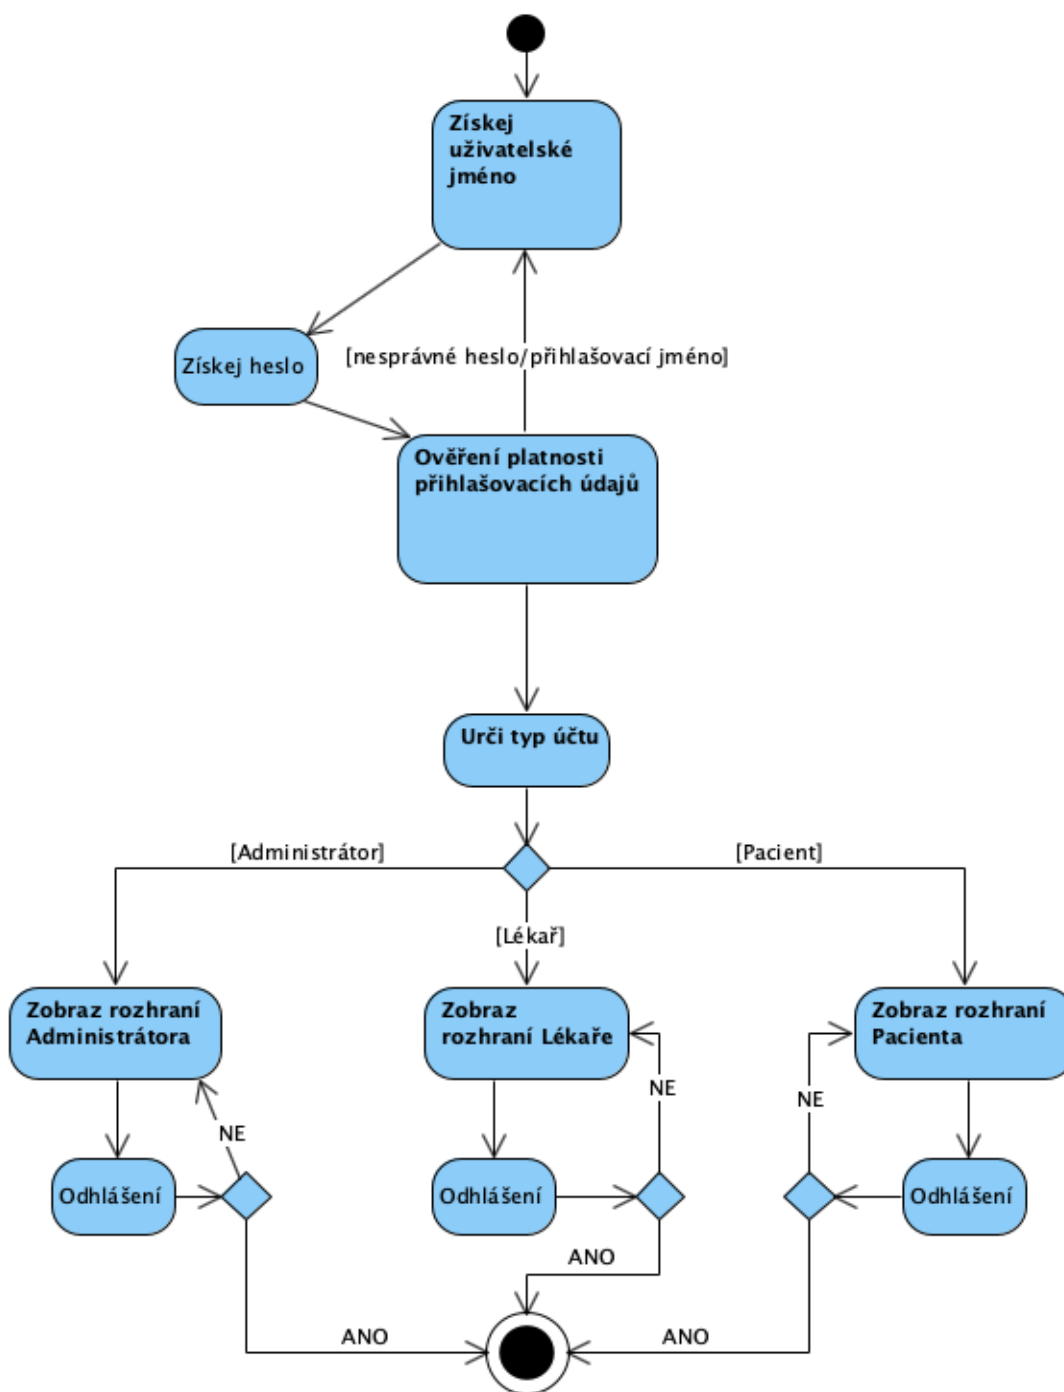 Získej
uživatelské
jméno
Získej heslo
[nesprávné heslo/přihlašovací jméno]
Ověření platnosti
přihlašovacích údajů
Urči typ účtu
[Administrátor]
[Pacient]
[Lékař]
Zobraz rozhraní
Administrátora
Zobraz
rozhraní Lékaře
Zobraz rozhraní
Pacienta
NE
NE
NE
Odhlášení
Odhlášení
Odhlášení
ANO
ANO
ANO